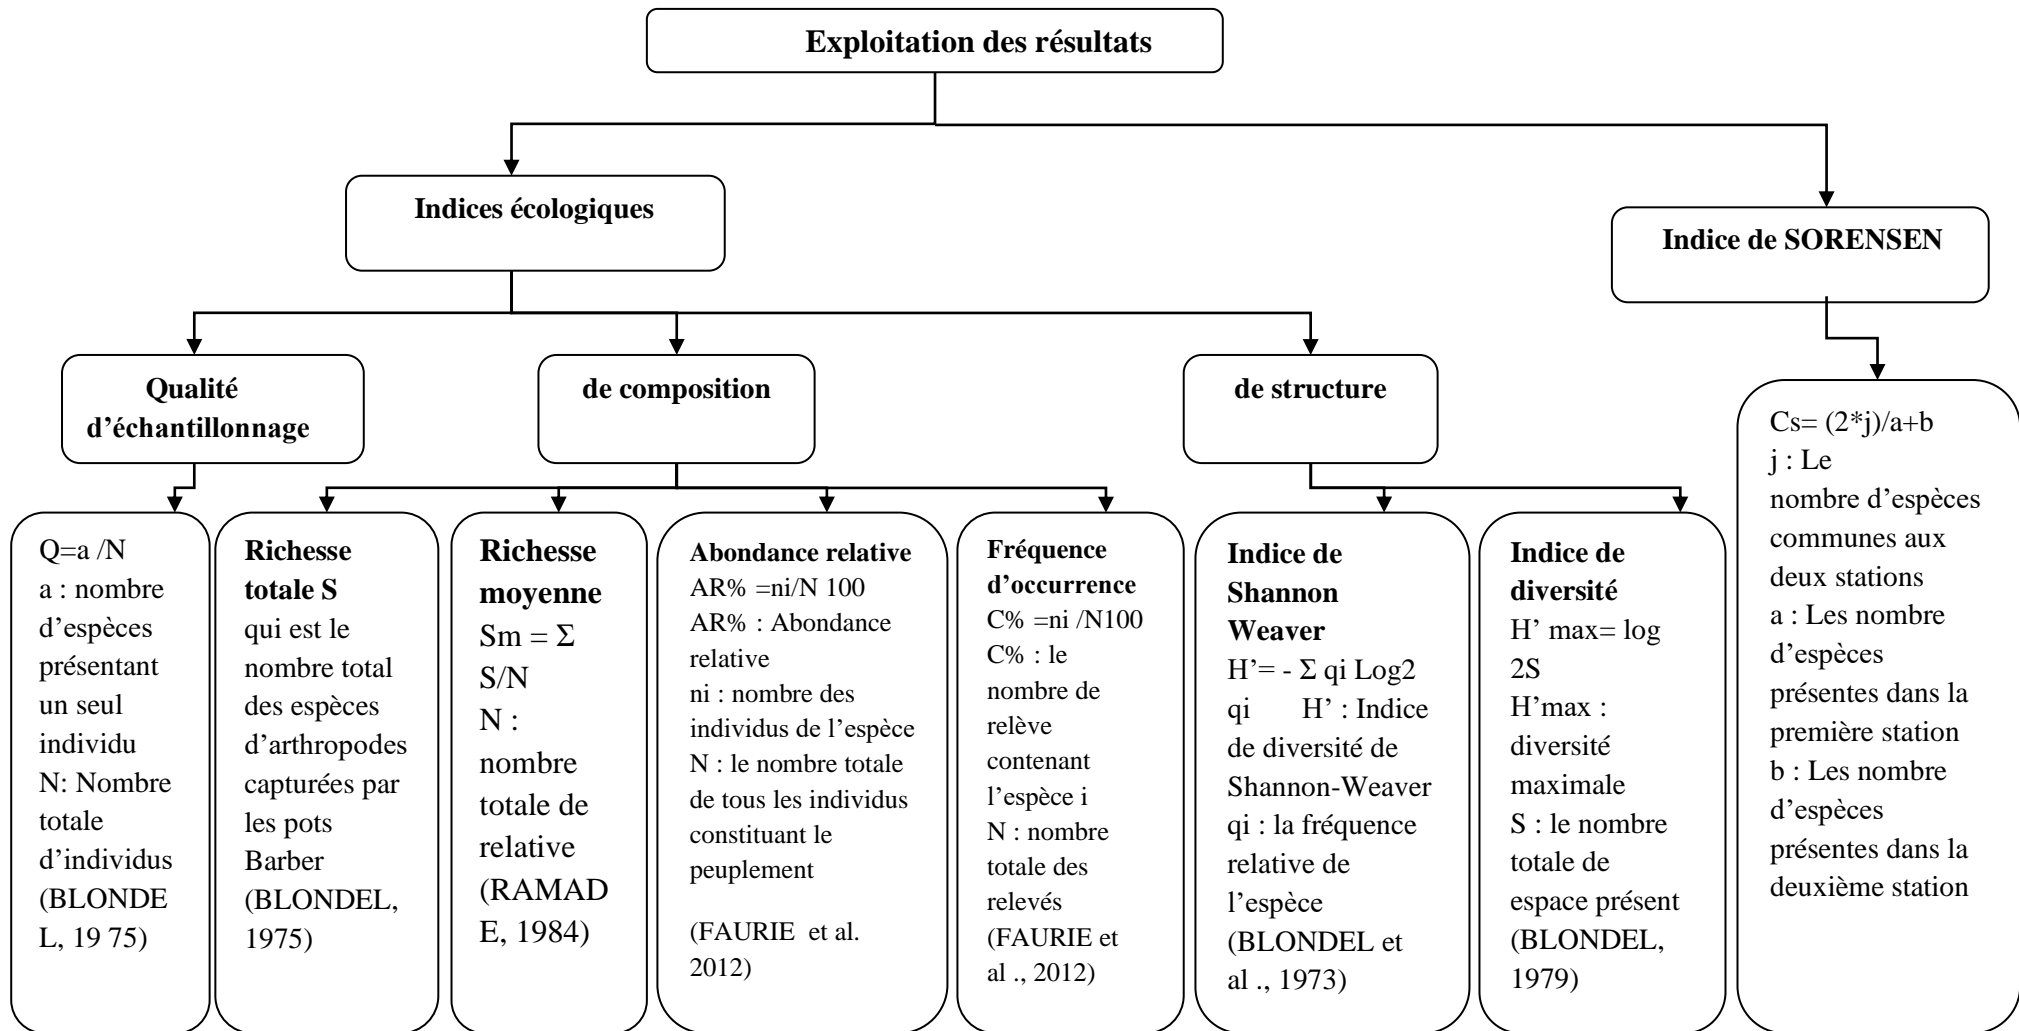 Exploitation des résultats
Indices écologiques
Indice de SORENSEN
Qualité
d’échantillonnage
de composition
de structure
Q=a /N
a : nombre
d’espèces
présentant
un seul
individu
N: Nombre
totale
d’individus
(BLONDE
L, 19 75)
Richesse
totale S
qui est le
nombre total
des espèces
d’arthropodes
capturées par
les pots
Barber
(BLONDEL,
1975)
Richesse
moyenne
Sm = Σ
S/N
N :
nombre
totale de
relative
(RAMAD
E, 1984)
Abondance relative
AR% =ni/N 100
AR% : Abondance
relative
ni : nombre des
individus de l’espèce
N : le nombre totale
de tous les individus
constituant le
peuplement
(FAURIE et al.
2012)
Fréquence
d’occurrence
C% =ni /N100
C% : le
nombre de
relève
contenant
l’espèce i
N : nombre
totale des
relevés
(FAURIE et
al ., 2012)
Indice de
Shannon
Weaver
H’= - Σ qi Log2
qi H’ : Indice
de diversité de
Shannon-Weaver
qi : la fréquence
relative de
l’espèce
(BLONDEL et
al ., 1973)
Indice de
diversité
H’ max= log
2S
H’max :
diversité
maximale
S : le nombre
totale de
espace présent
(BLONDEL,
1979)
Cs= (2*j)/a+b
j : Le
nombre d’espèces
communes aux
deux stations
a : Les nombre
d’espèces
présentes dans la
première station
b : Les nombre
d’espèces
présentes dans la
deuxième station